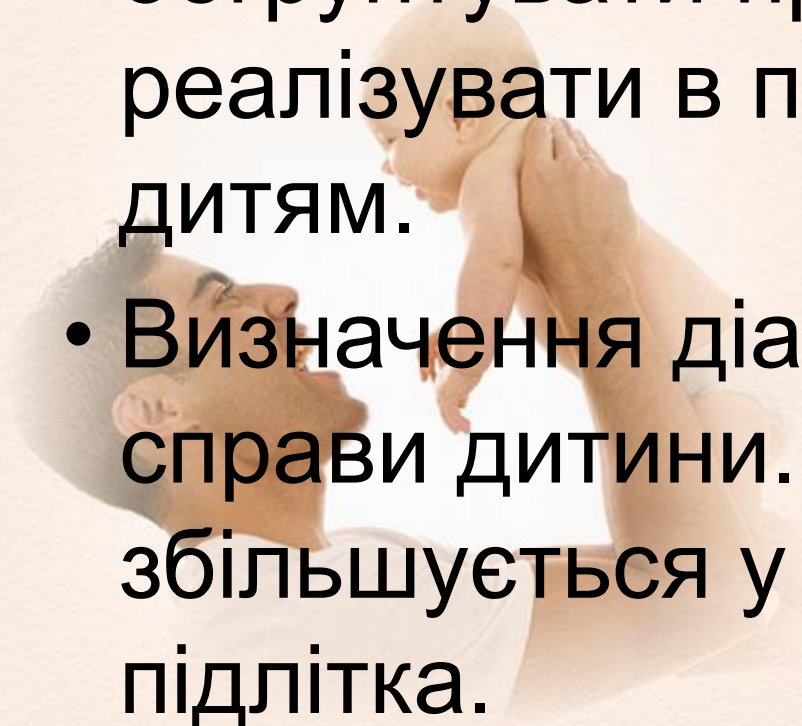 реалізувати в п
дитям.
• Визначення діа
справи дитини.
збільшується у
підлітка.